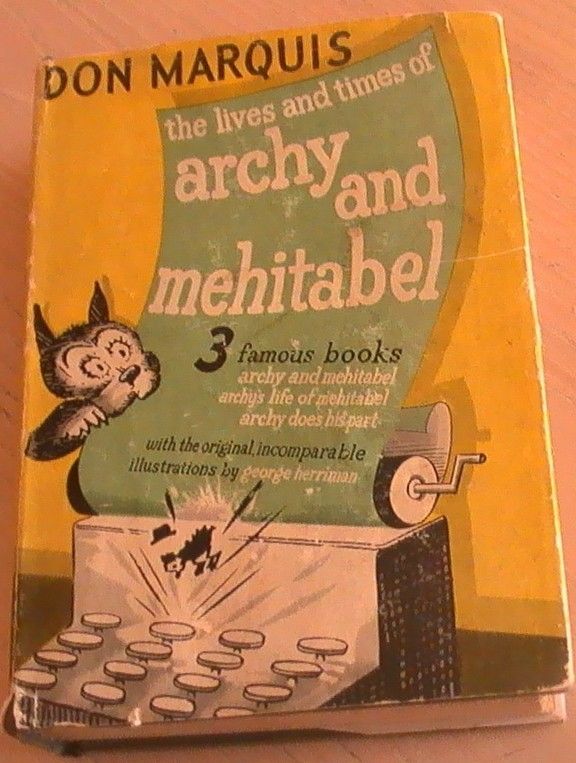 DON MARQUIS
the lives and times of
archy
and
mehitabel
3 famous books
archy and mehitabel
archy's life of mehitabel
archy does his part
with the original, incomparable
illustrations by george herriman